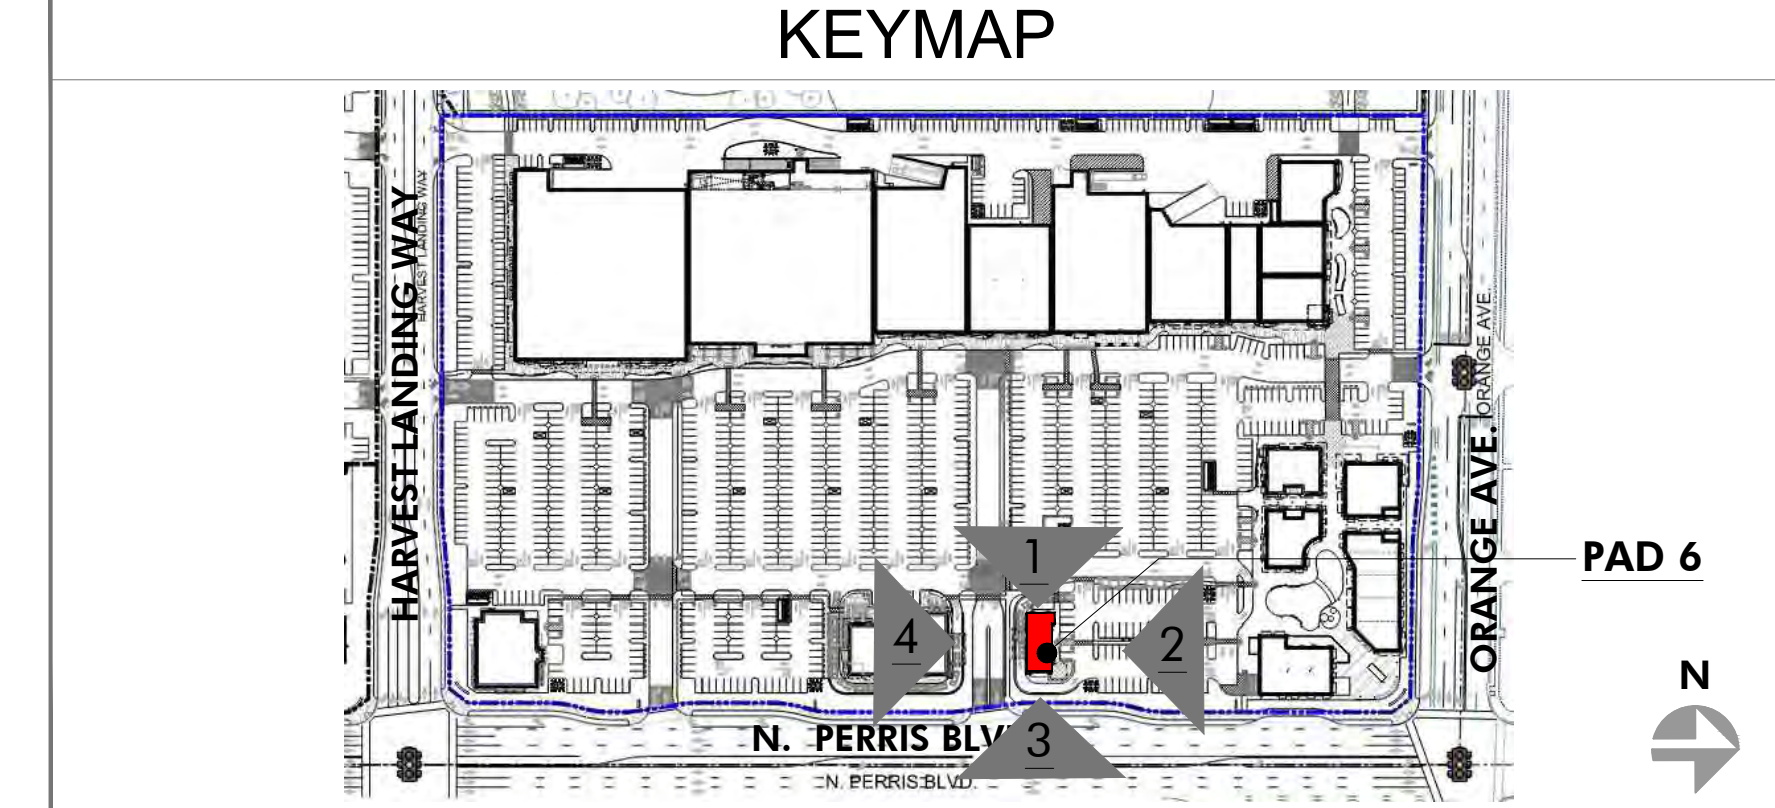 KEYMAP
HARVEST LANDING WAY
HARVEST LANDING WAY
ORANGE AVE.
ORANGE AVE.
PAD 6
1
2
3
4
N
N. PERRIS BLV
N. PERRIS BLVD.